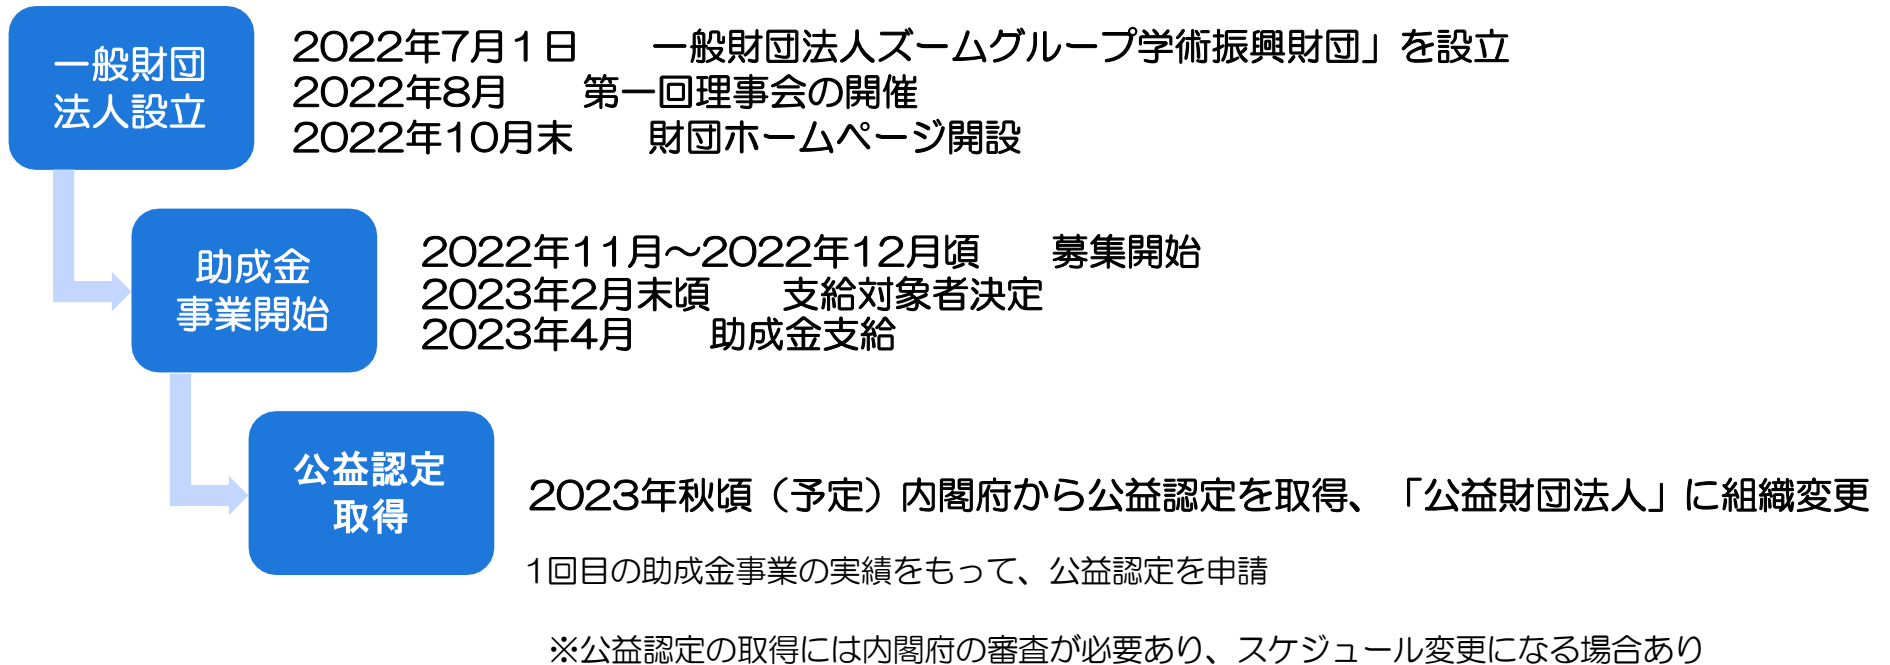 一般財団
法人設立
2022年7月1日　　一般財団法人ズームグループ学術振興財団」を設立
2022年8月　　第一回理事会の開催
2022年10月末　　財団ホームページ開設
助成金
事業開始
2022年11月～2022年12月頃　　募集開始
2023年2月末頃　　支給対象者決定
2023年4月　　助成金支給
公益認定
取得
2023年秋頃（予定）内閣府から公益認定を取得、「公益財団法人」に組織変更
1回目の助成金事業の実績をもって、公益認定を申請
※公益認定の取得には内閣府の審査が必要あり、スケジュール変更になる場合あり